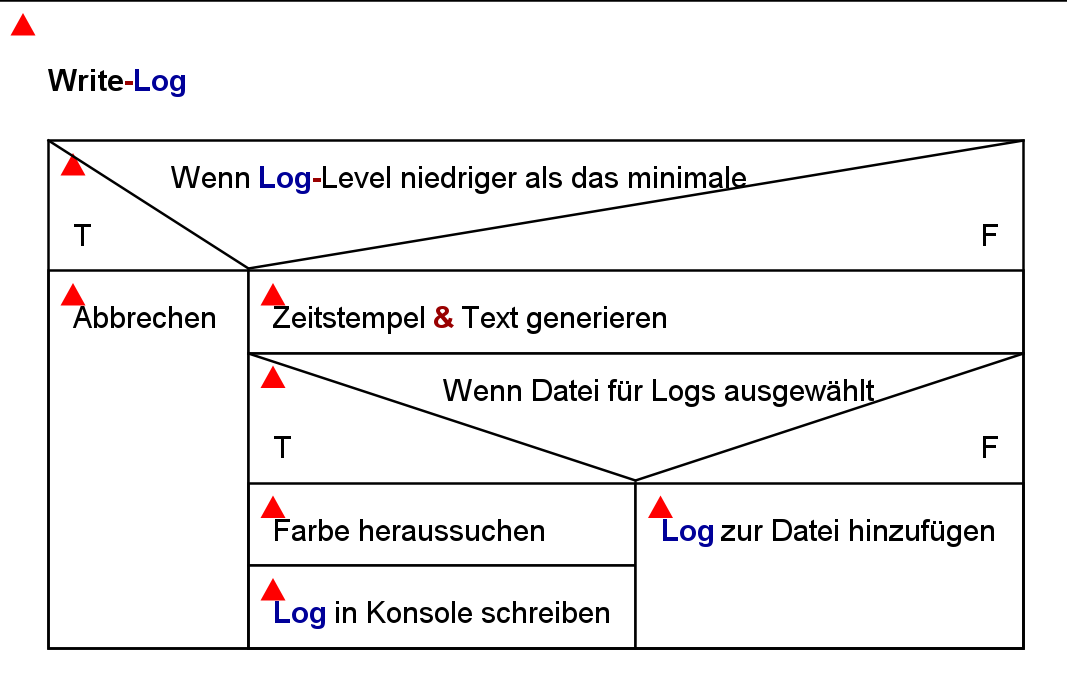 Write-Log
Wenn Log-Level niedriger als das minimale
T
F
Abbrechen
Zeitstempel & Text generieren
Wenn Datei für Logs ausgewählt
T
F
Farbe heraussuchen
Log zur Datei hinzufügen
Log in Konsole schreiben